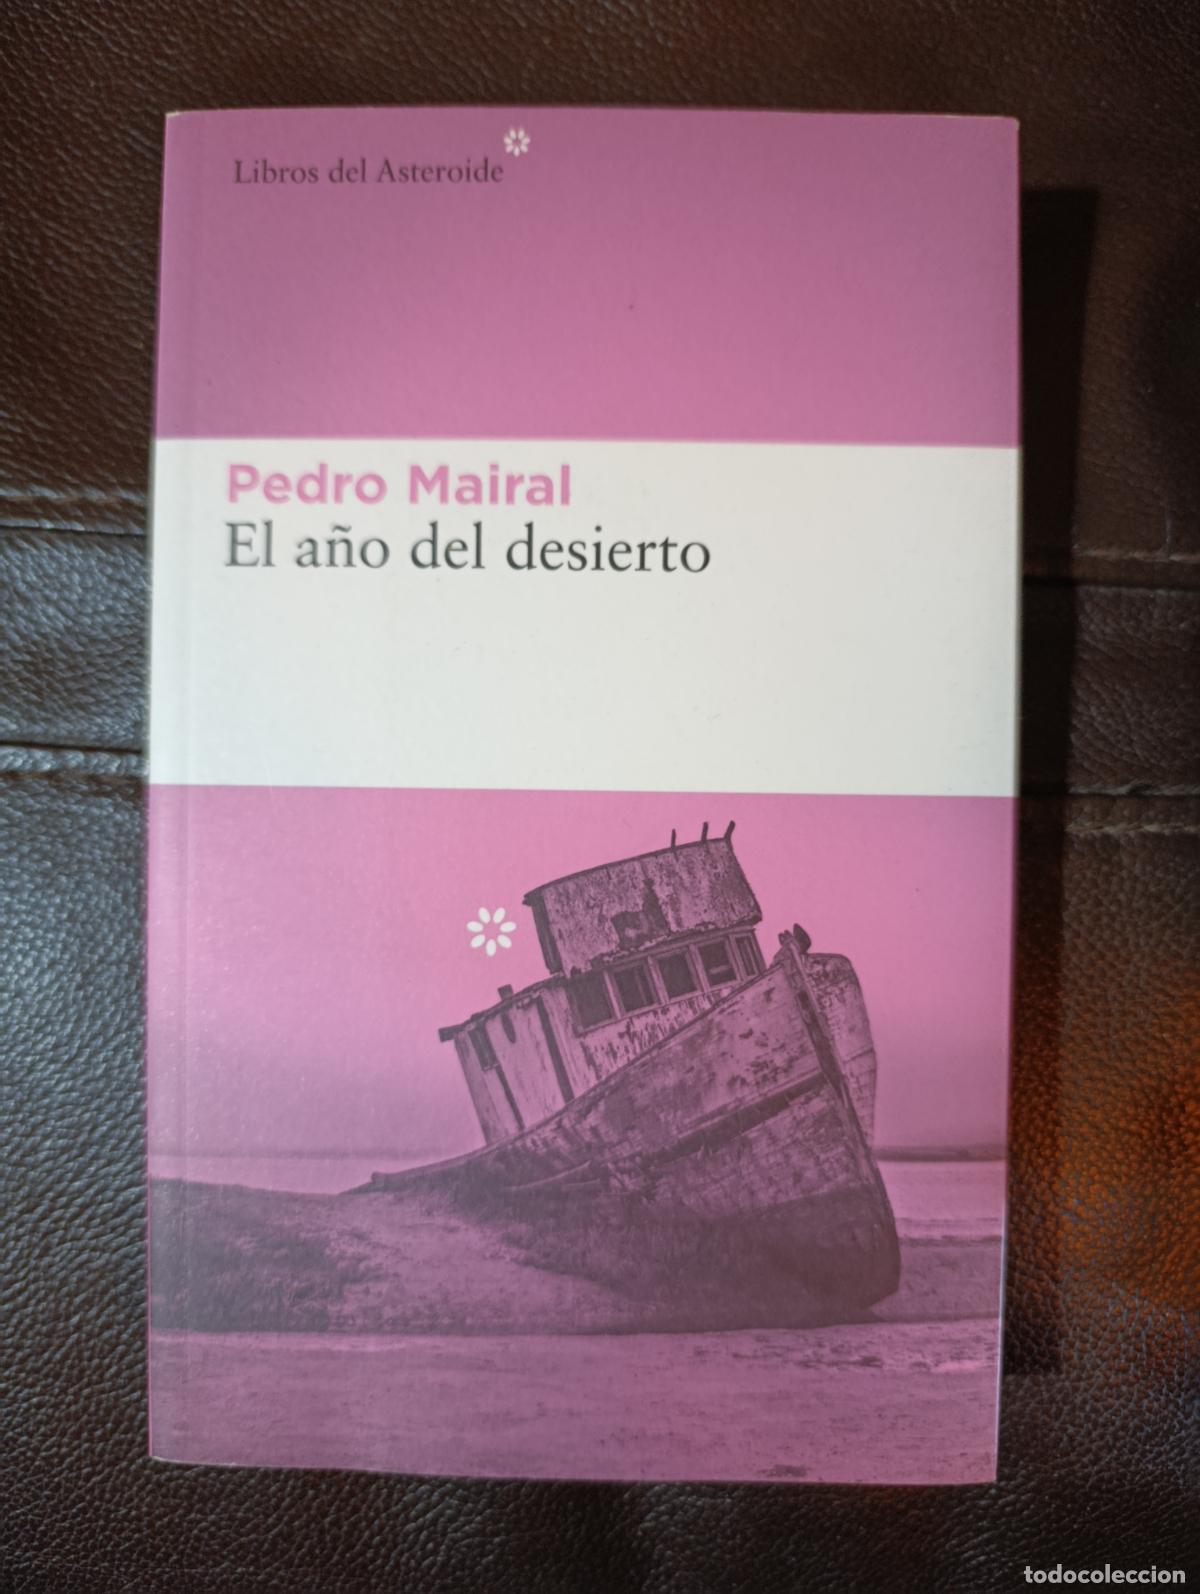 Libros del Asteroide
Pedro Mairal
El año del desierto
todocoleccion